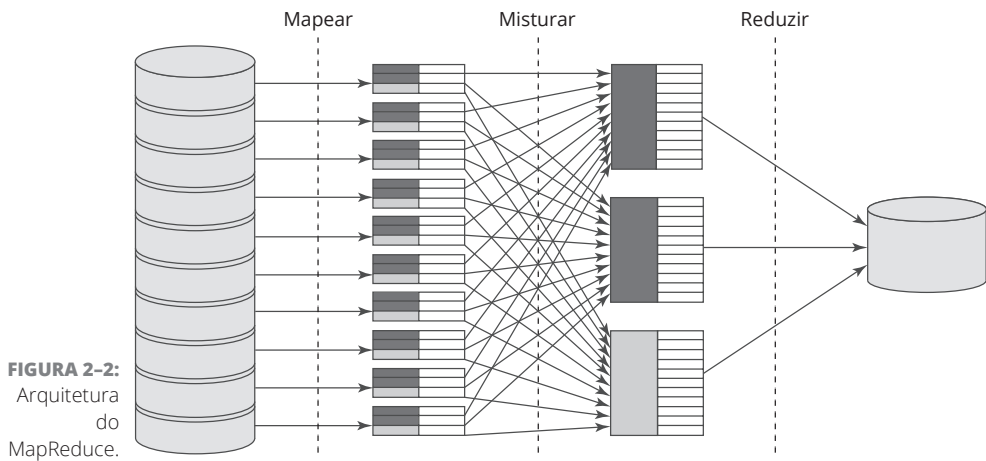 Mapear
Misturar
Reduzir
FIGURA 2–2:
Arquitetura
do
MapReduce.